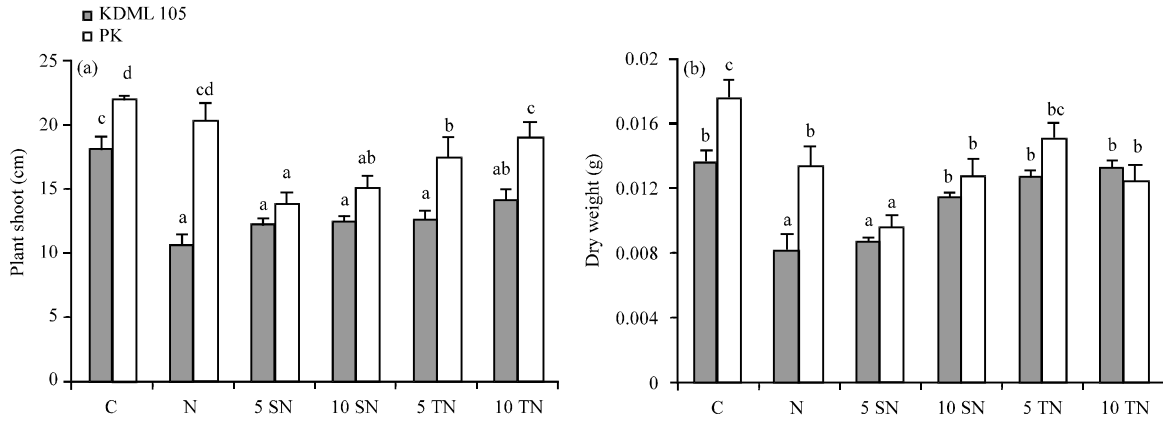 KDML 105
PK
(a)
25
20
15
10
5
0
Plant shoot (cm)
c d
a cd
a a
a ab
a b
ab c
C N 5 SN 10 SN 5 TN 10 TN
(b)
0.02
0.016
0.012
0.008
0.004
0
Dry weight (g)
b c
a b
a a
b b
b bc
b b
C N 5 SN 10 SN 5 TN 10 TN